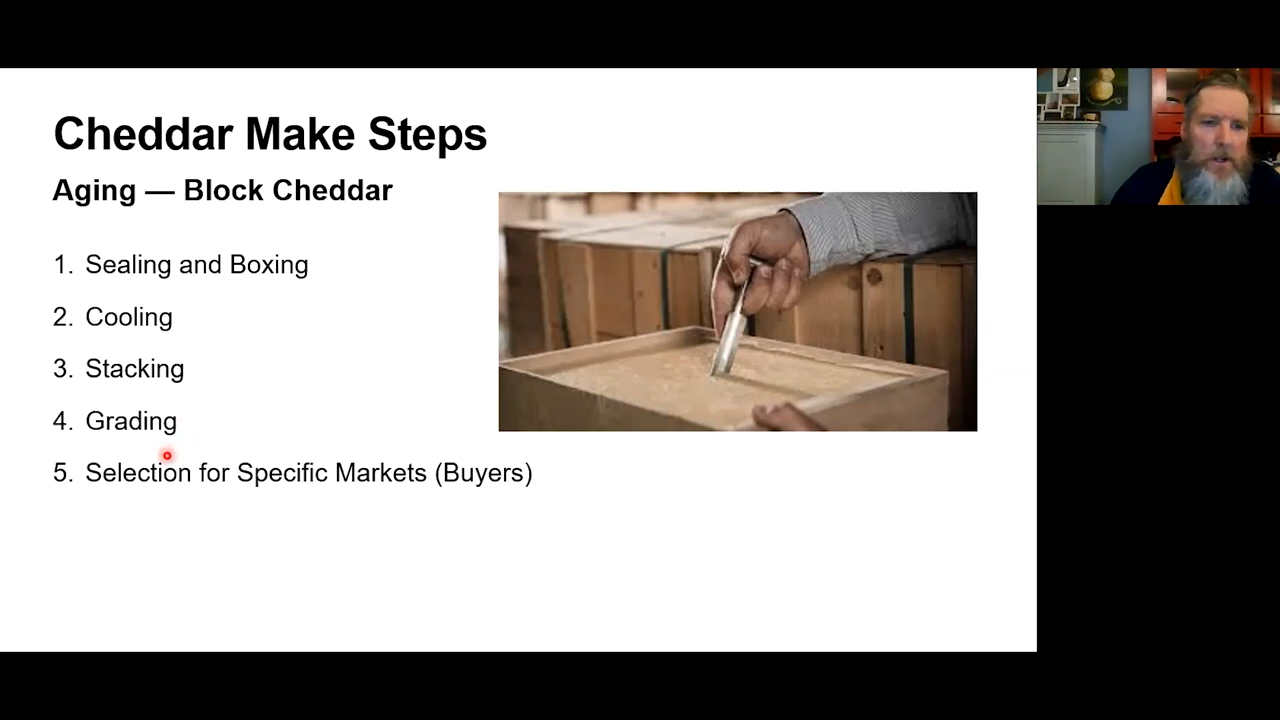 Cheddar Make Steps
Aging — Block Cheddar
1. Sealing and Boxing
2. Cooling
3. Stacking
4. Grading
5. Selection for Specific Markets (Buyers)